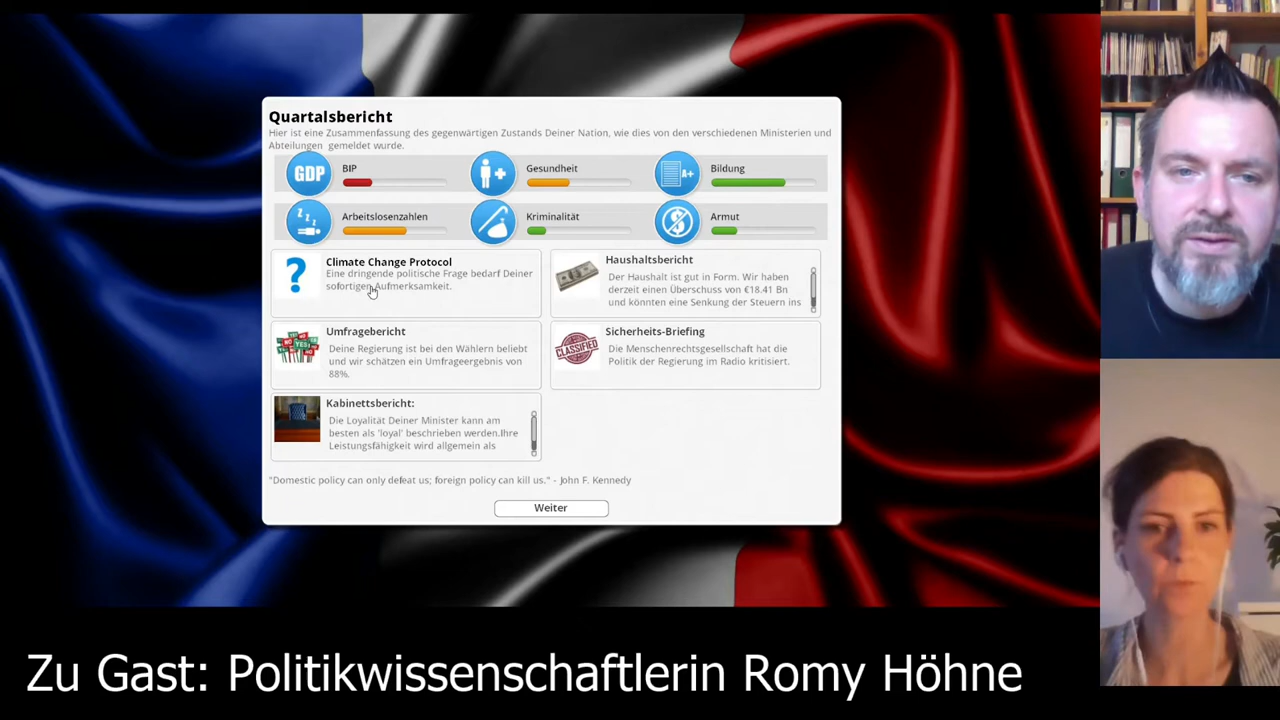 Quartalsbericht
Hier ist eine Zusammenfassung des gegenwärtigen Zustands Deiner Nation, wie dies von den verschiedenen Ministerien und
Abteilungen gemeldet wurde.
GDP BIP
Gesundheit
A+ Bildung
Arbeitslosenzahlen
Kriminalität
$ Armut
? Climate Change Protocol
Eine dringende politische Frage bedarf Deiner
sofortigen Aufmerksamkeit.
Haushaltsbericht
Der Haushalt ist gut in Form. Wir haben
derzeit einen Überschuss von €18.41 Bn
und könnten eine Senkung der Steuern ins
Umfragebericht
Deine Regierung ist bei den Wählern beliebt
und wir schätzen ein Umfrageergebnis von
88%.
CLASSIFIED
Sicherheits-Briefing
Die Menschenrechtsgesellschaft hat die
Politik der Regierung im Radio kritisiert.
Kabinettsbericht:
Die Loyalität Deiner Minister kann am
besten als 'loyal' beschrieben werden.Ihre
Leistungsfähigkeit wird allgemein als
"Domestic policy can only defeat us; foreign policy can kill us." - John F. Kennedy
Weiter
Zu Gast: Politikwissenschaftlerin Romy Höhne